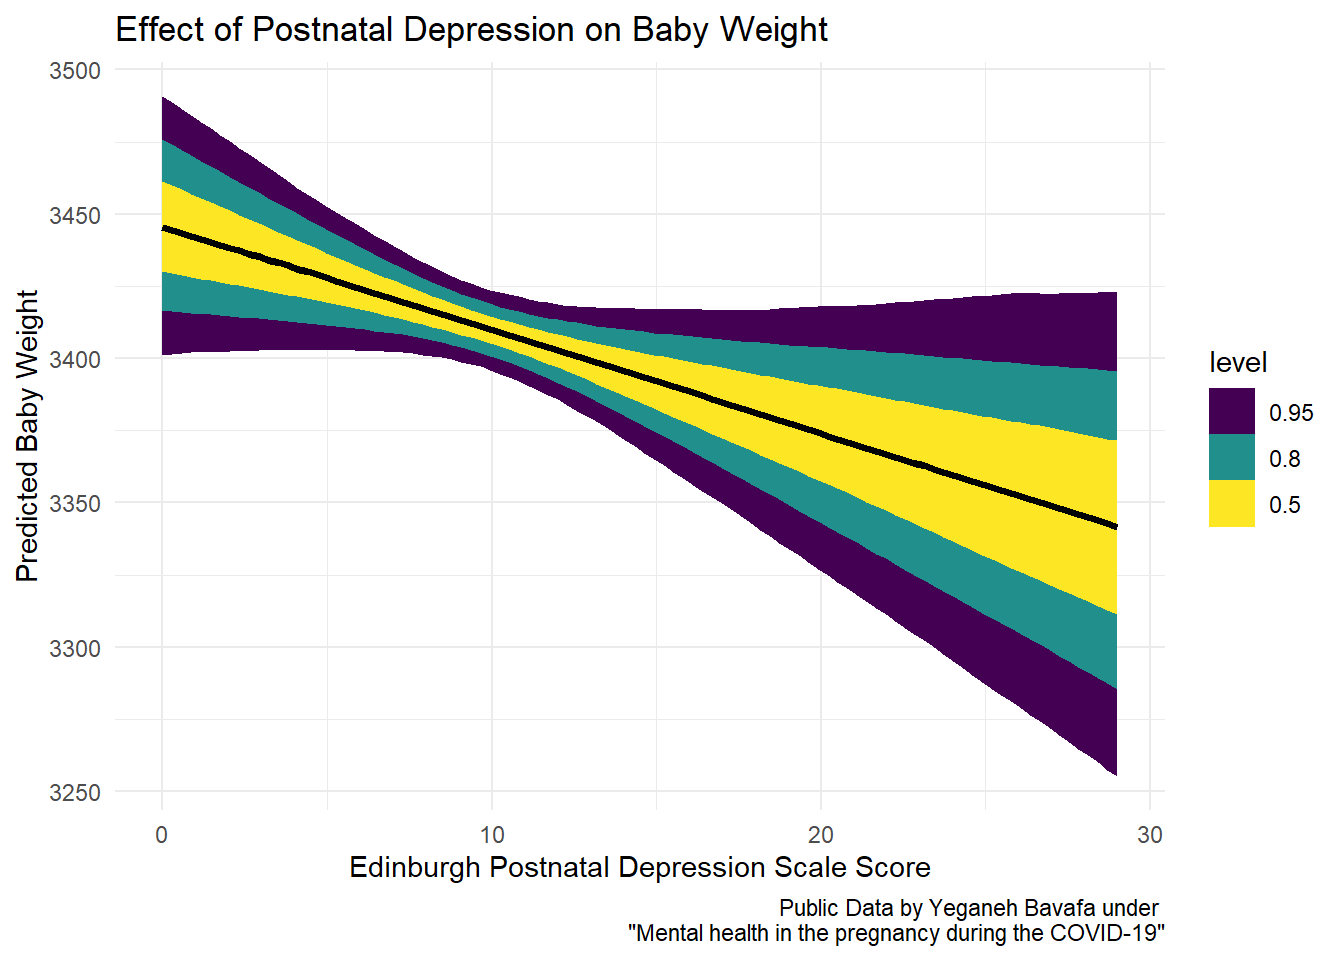 Effect of Postnatal Depression on Baby Weight
3500
3450
3400
3350
3300
3250
Predicted Baby Weight
0 10 20 30
Edinburgh Postnatal Depression Scale Score
level
0.95
0.8
0.5
Public Data by Yeganeh Bavafa under
"Mental health in the pregnancy during the COVID-19"